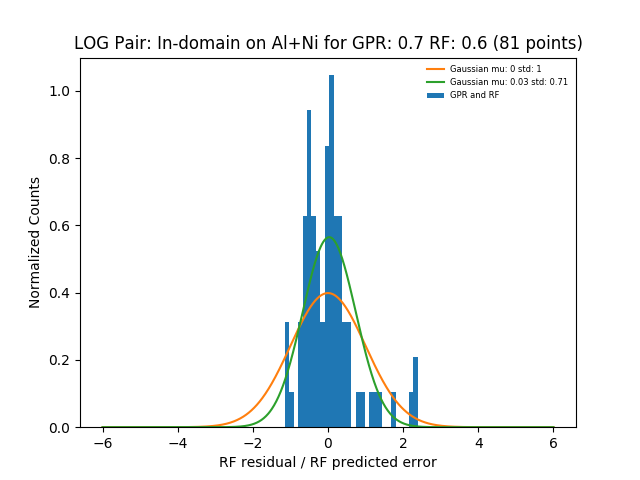 LOG Pair: In-domain on Al+Ni for GPR: 0.7 RF: 0.6 (81 points)
Gaussian mu: 0 std: 1
Gaussian mu: 0.03 std: 0.71
GPR and RF
Normalized Counts
1.0
0.8
0.6
0.4
0.2
0.0
−6 −4 −2 0 2 4 6
RF residual / RF predicted error